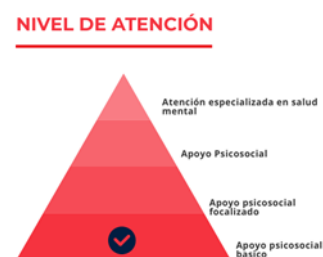 NIVEL DE ATENCIÓN
Atención especializada en salud
mental
Apoyo Psicosocial
Apoyo psicosocial
focalizado
Apoyo psicosocial
básico